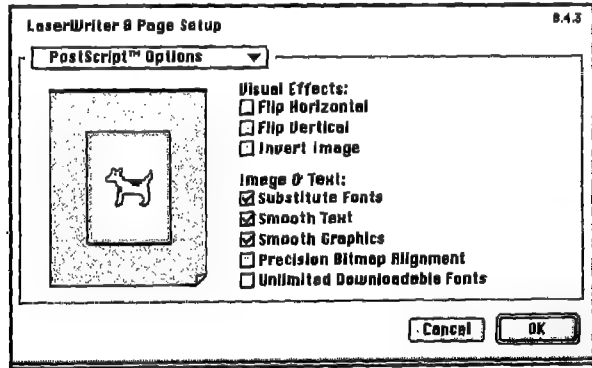 LaserWriter 8 Page Setup
8.4.3
PostScript™ Options
Visual Effects:
Flip Horizontal
Flip Vertical
Invert Image
Image & Text:
Substitute Fonts
Smooth Text
Smooth Graphics
Precision Bitmap Alignment
Unlimited Downloadable Fonts
Cancel
OK